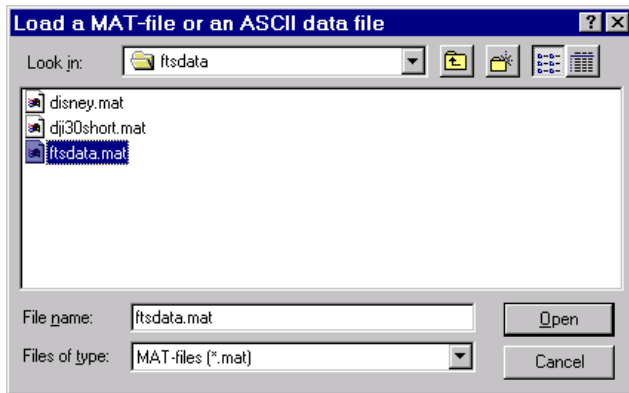 Load a MAT-file or an ASCII data file
Look in: ftsdata
disney.mat
dji30short.mat
ftsdata.mat
File name: ftsdata.mat Open
Files of type: MAT-files (*.mat) Cancel